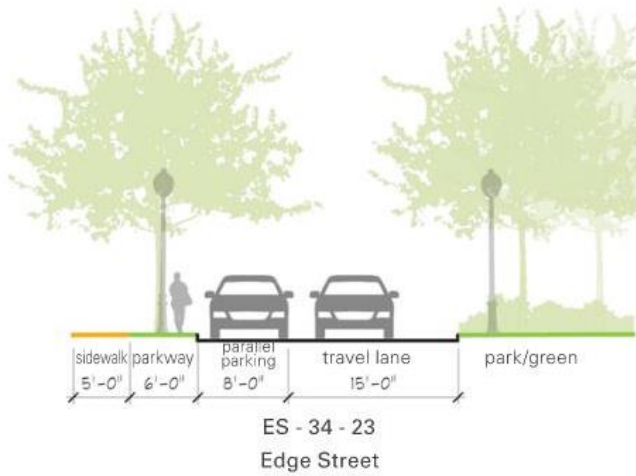 sidewalk parkway parallel parking travel lane park/green
5'-0" 6'-0" 8'-0" 15'-0"
ES - 34 - 23
Edge Street